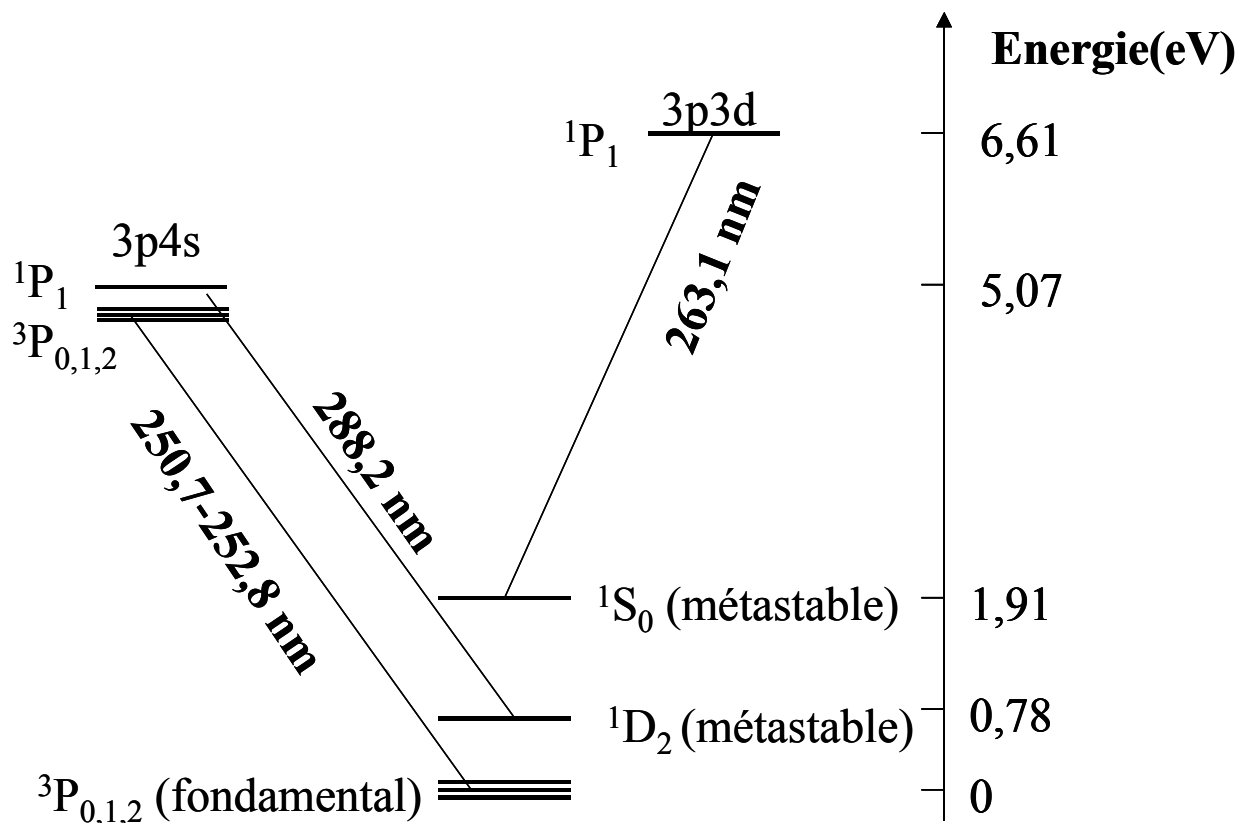 Energie(eV)
3p3d
¹P₁
6,61
263,1 nm
3p4s
¹P₁
5,07
³P₀,₁,₂
288,2 nm
250,7-252,8 nm
¹S₀ (métastable)
1,91
¹D₂ (métastable)
0,78
³P₀,₁,₂ (fondamental)
0